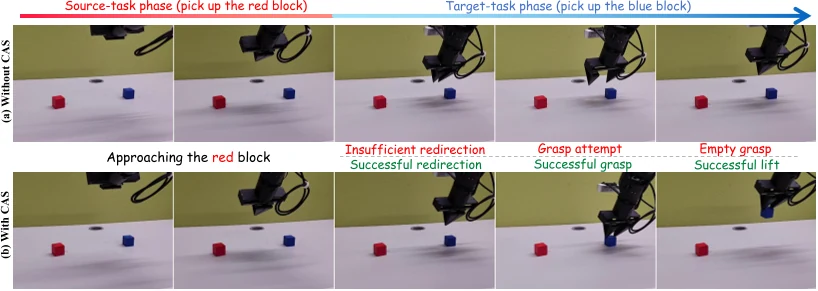 Source-task phase (pick up the red block)
Target-task phase (pick up the blue block)
(a) Without CAS
Approaching the red block
Insufficient redirection
Grasp attempt
Empty grasp
Successful redirection
Successful grasp
Successful lift
(b) With CAS